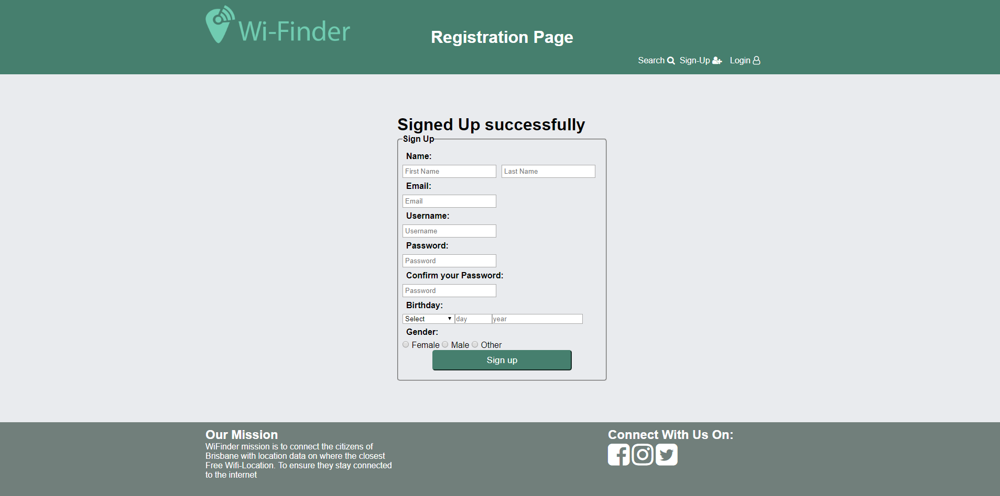 Wi-Finder
Registration Page
Search Sign-Up Login
Signed Up successfully
Sign Up
Name:
First Name Last Name
Email:
Email
Username:
Username
Password:
Password
Confirm your Password:
Password
Birthday:
Select day year
Gender:
Female Male Other
Sign up
Our Mission
WiFinder mission is to connect the citizens of
Brisbane with location data on where the closest
Free Wifi-Location. To ensure they stay connected
to the internet
Connect With Us On: